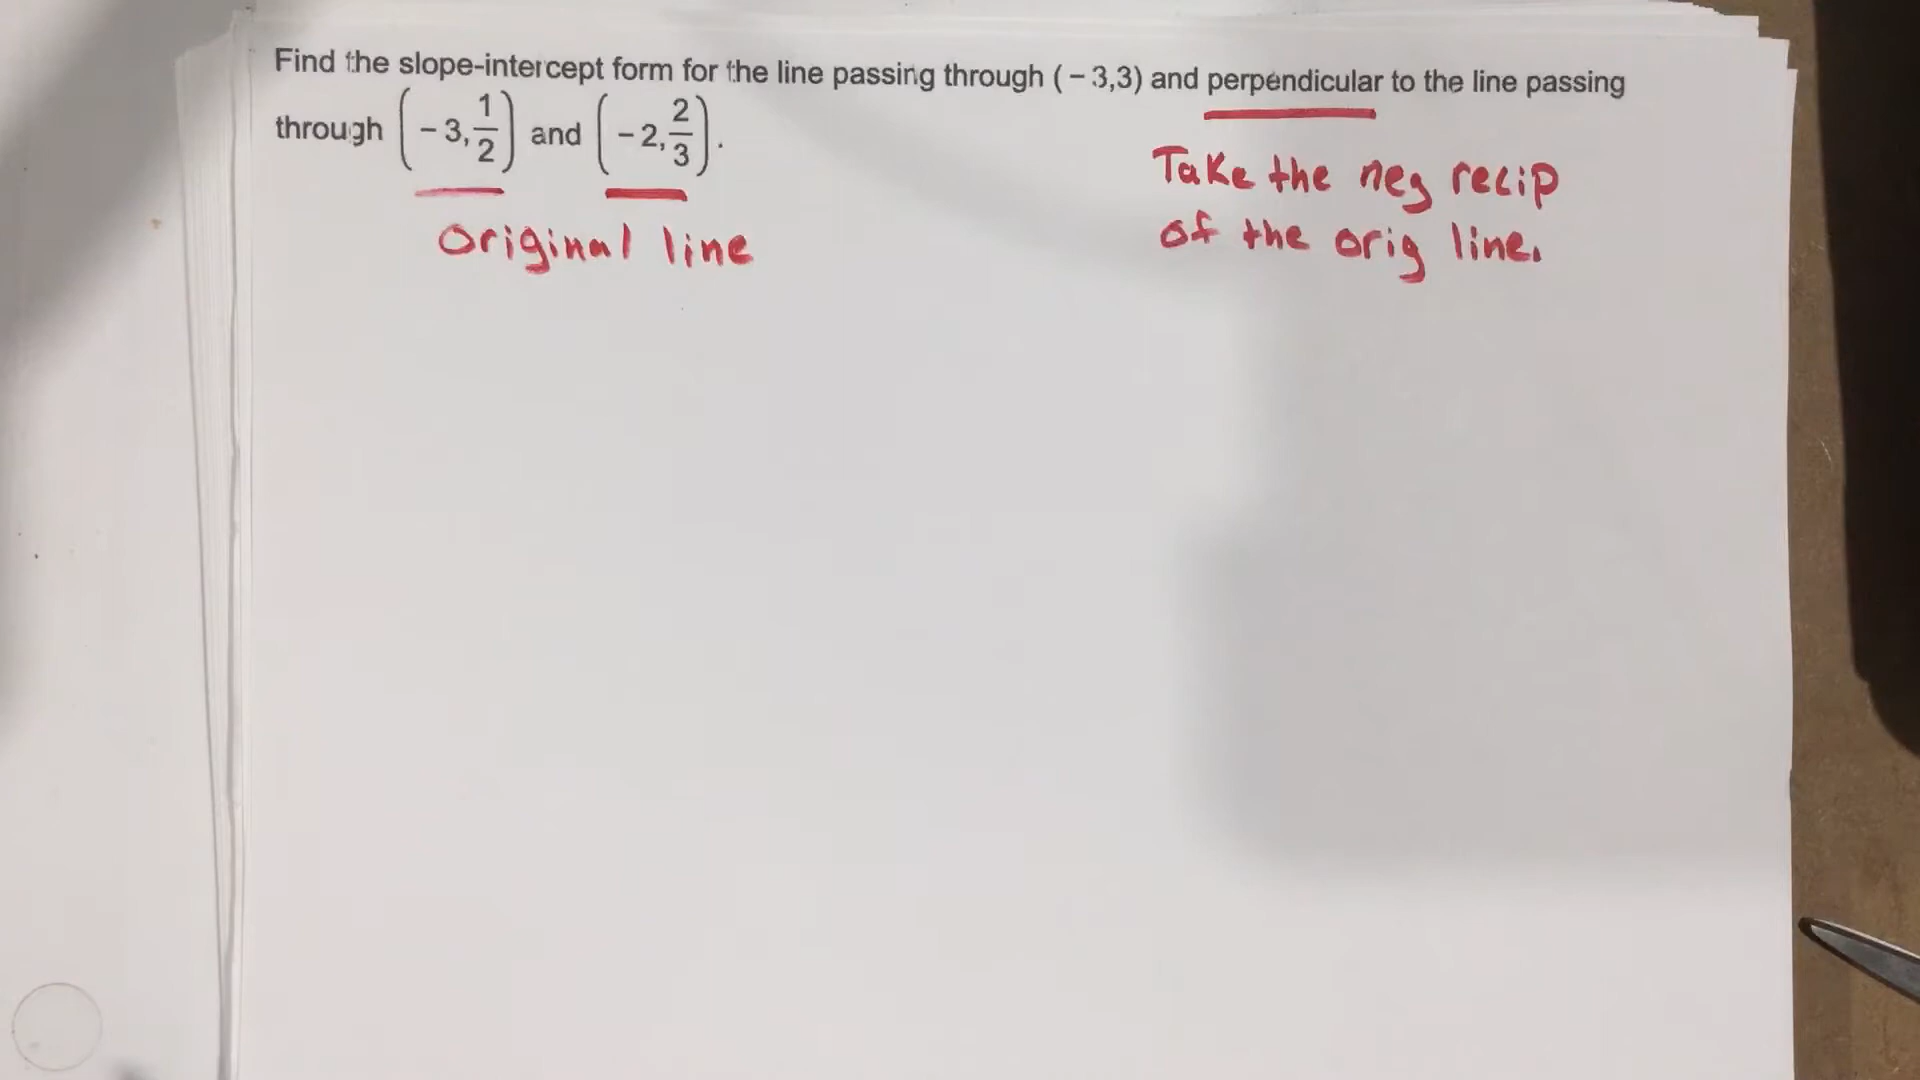 Find the slope-intercept form for the line passing through (−3,3) and perpendicular to the line passing
through (−3, 1/2) and (−2, 2/3).
Original line
Take the neg recip
of the orig line.